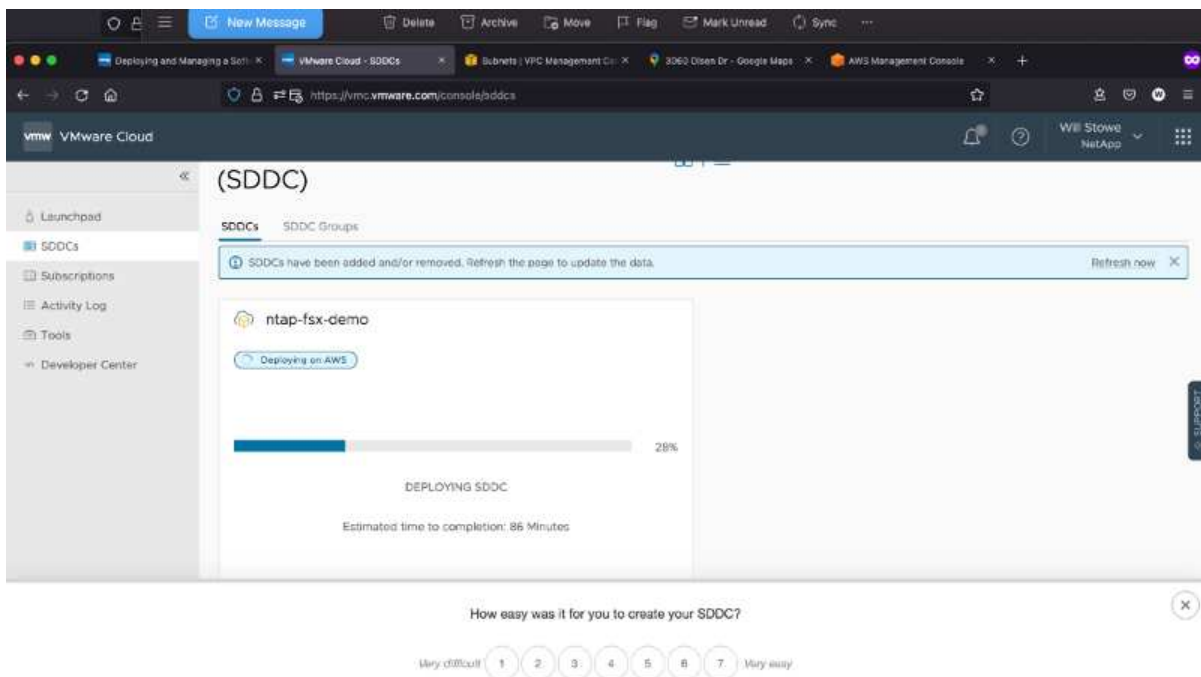 New Message Delete Archive Move Flag Mark Unread Sync ...
Deploying and Managing a Soft VMware Cloud - SDDCs Subnets | VPC Management Co 3060 Olsen Dr - Google Maps AWS Management Console
https://vmc.vmware.com/console/sddcs
vmw VMware Cloud
Will Stowe
NetApp
(SDDC)
Launchpad
SDDCs
Subscriptions
Activity Log
Tools
Developer Center
SDDCs SDDC Groups
SDDCs have been added and/or removed. Refresh the page to update the data. Refresh now
ntap-fsx-demo
Deploying on AWS
28%
DEPLOYING SDDC
Estimated time to completion: 86 Minutes
SUPPORT
How easy was it for you to create your SDDC?
Very difficult 1 2 3 4 5 6 7 Very easy